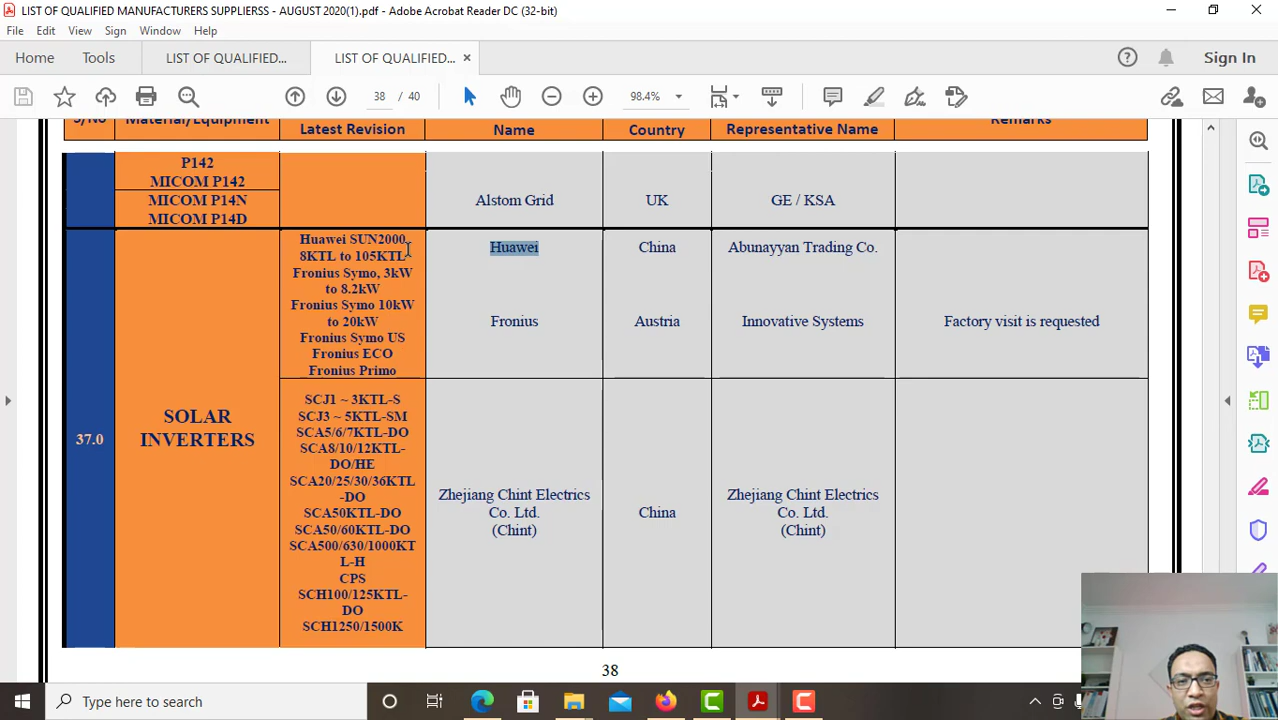 LIST OF QUALIFIED MANUFACTURERS SUPPLIERSS - AUGUST 2020(1).pdf - Adobe Acrobat Reader DC (32-bit)
File Edit View Sign Window Help
Home Tools LIST OF QUALIFIED... LIST OF QUALIFIED... ×
Sign In
38 / 40 98.4%
S/No Material/Equipment Latest Revision Name Country Representative Name Remarks
P142
MICOM P142
MICOM P14N
MICOM P14D
Alstom Grid UK GE / KSA
37.0
SOLAR
INVERTERS
Huawei SUN2000
8KTL to 105KTL
Fronius Symo, 3kW
to 8.2kW
Fronius Symo 10kW
to 20kW
Fronius Symo US
Fronius ECO
Fronius Primo
Huawei China Abunayyan Trading Co.
Fronius Austria Innovative Systems Factory visit is requested
SCJ1 ~ 3KTL-S
SCJ3 ~ 5KTL-SM
SCA5/6/7KTL-DO
SCA8/10/12KTL-
DO/HE
SCA20/25/30/36KTL
-DO
SCA50KTL-DO
SCA50/60KTL-DO
SCA500/630/1000KT
L-H
CPS
SCH100/125KTL-
DO
SCH1250/1500K
Zhejiang Chint Electrics
Co. Ltd.
(Chint)
China
Zhejiang Chint Electrics
Co. Ltd.
(Chint)
38
Type here to search